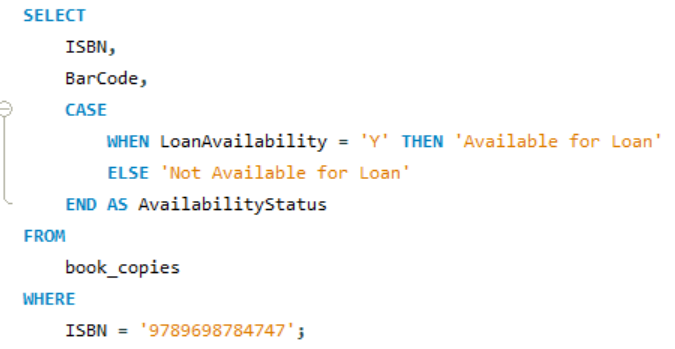 SELECT
ISBN,
BarCode,
CASE
WHEN LoanAvailability = 'Y' THEN 'Available for Loan'
ELSE 'Not Available for Loan'
END AS AvailabilityStatus
FROM
book_copies
WHERE
ISBN = '9789698784747';